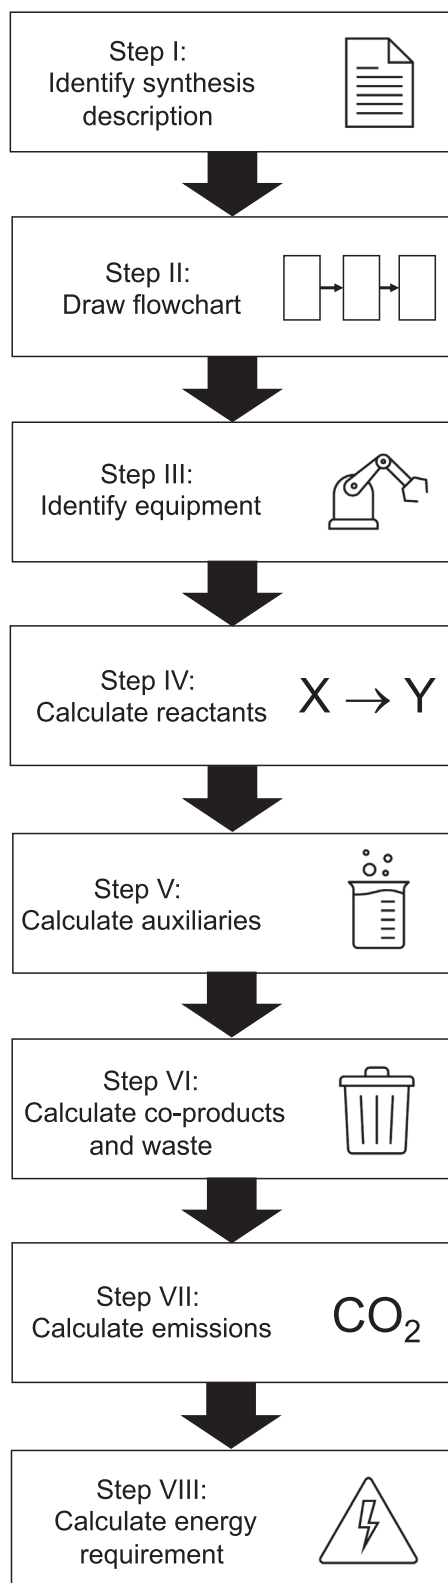 Step I:
Identify synthesis
description
Step II:
Draw flowchart
Step III:
Identify equipment
Step IV:
Calculate reactants
X → Y
Step V:
Calculate auxiliaries
Step VI:
Calculate co-products
and waste
Step VII:
Calculate emissions
CO₂
Step VIII:
Calculate energy
requirement